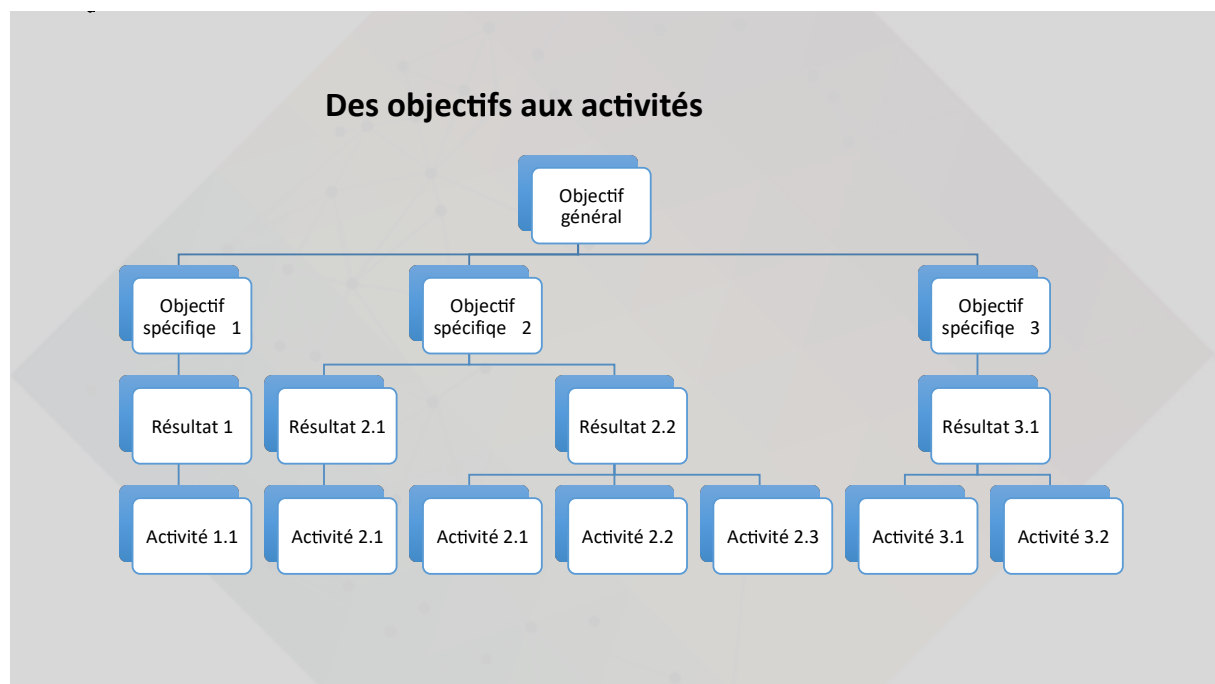 Des objectifs aux activités
Objectif
général
Objectif
spécifiqe 1
Objectif
spécifiqe 2
Objectif
spécifiqe 3
Résultat 1
Résultat 2.1
Résultat 2.2
Résultat 3.1
Activité 1.1
Activité 2.1
Activité 2.1
Activité 2.2
Activité 2.3
Activité 3.1
Activité 3.2